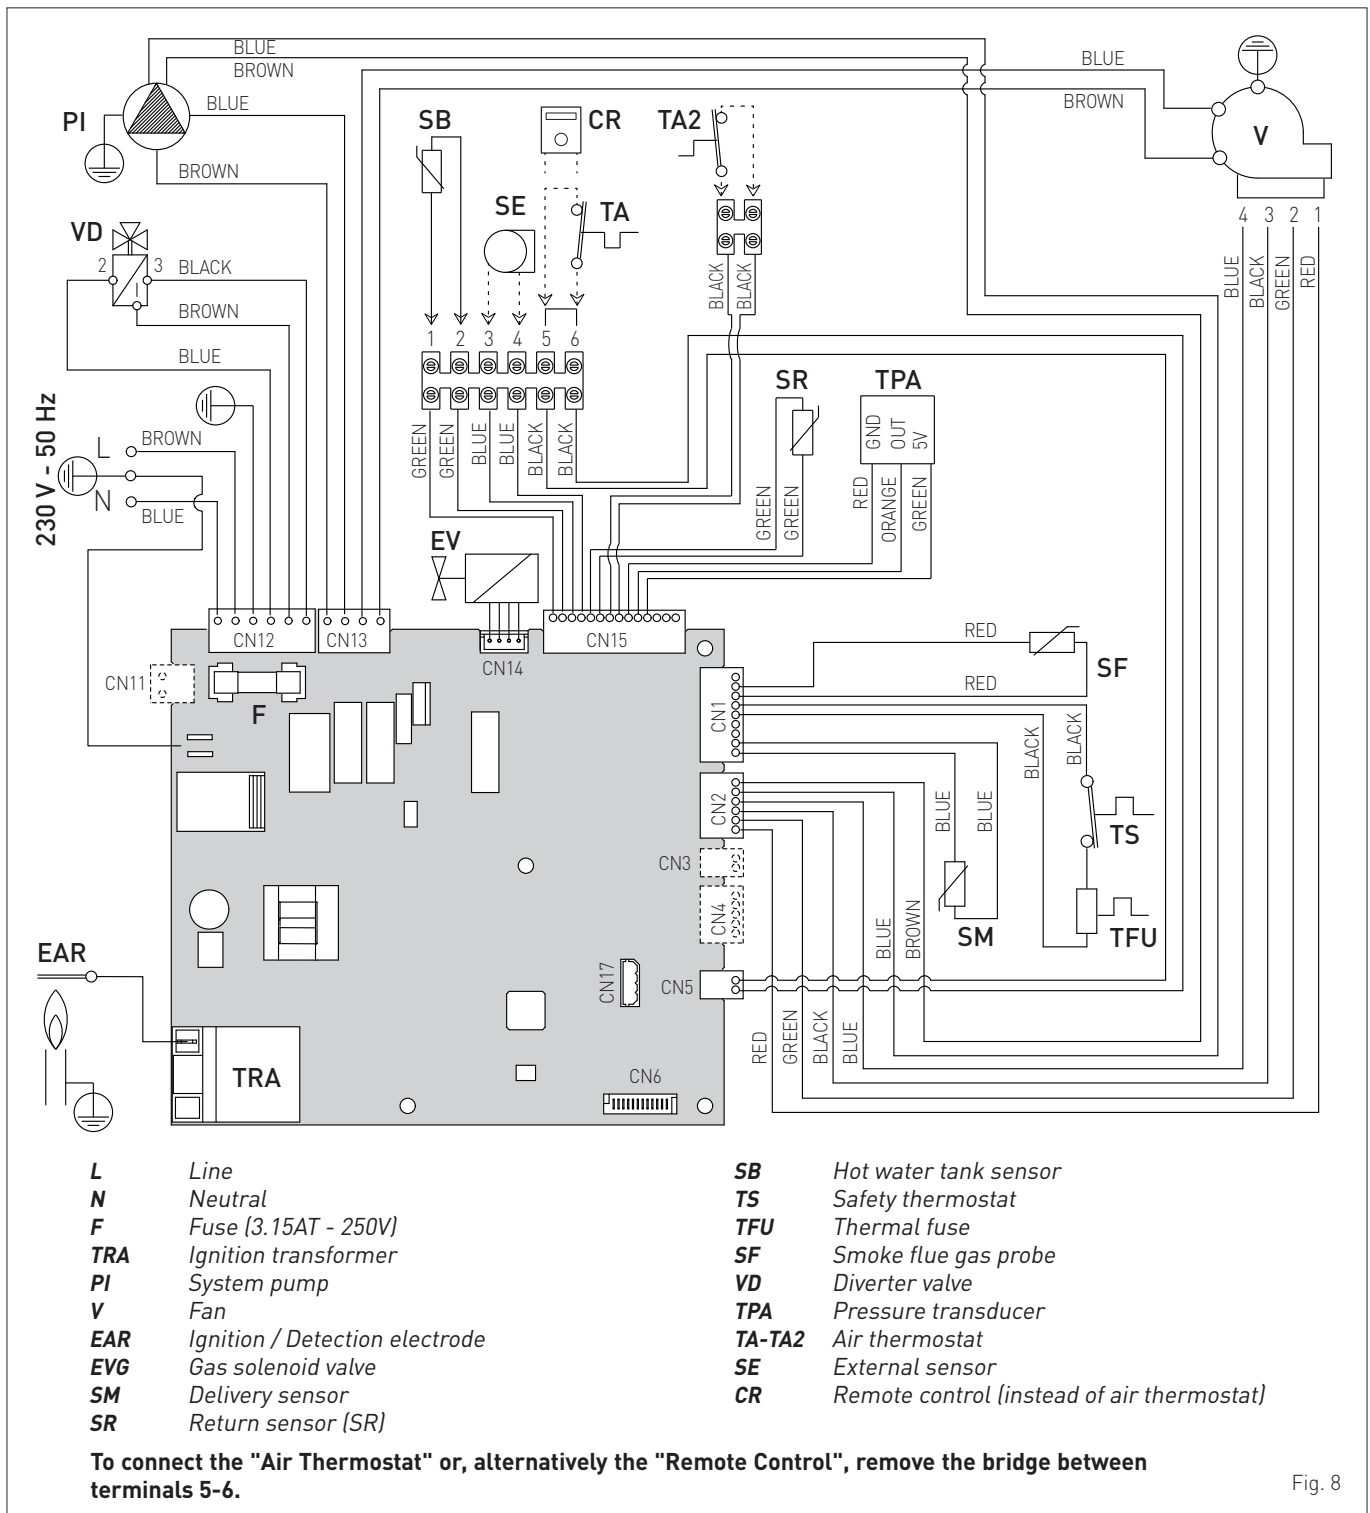 BLUE
BROWN
BLUE
BROWN
PI
BLUE
BROWN
SB
CR
TA2
V
SE
TA
4 3 2 1
BLUE
BLACK
GREEN
RED
VD
2 3 BLACK
BROWN
BLUE
BLACK
BLACK
1 2 3 4 5 6
SR
TPA
GND
OUT
5V
230 V - 50 Hz
L BROWN
N BLUE
GREEN
GREEN
BLUE
BLUE
BLACK
BLACK
GREEN
GREEN
RED
ORANGE
GREEN
EV
CN12
CN13
CN14
CN15
RED
RED
SF
CN11
F
CN1
BLACK
BLACK
CN2
BLUE
BLUE
TS
CN3
CN4
SM
TFU
BLUE
BROWN
EAR
CN17
CN5
RED
GREEN
BLACK
BLUE
TRA
CN6
L Line
N Neutral
F Fuse (3.15AT - 250V)
TRA Ignition transformer
PI System pump
V Fan
EAR Ignition / Detection electrode
EVG Gas solenoid valve
SM Delivery sensor
SR Return sensor (SR)
SB Hot water tank sensor
TS Safety thermostat
TFU Thermal fuse
SF Smoke flue gas probe
VD Diverter valve
TPA Pressure transducer
TA-TA2 Air thermostat
SE External sensor
CR Remote control (instead of air thermostat)
To connect the "Air Thermostat" or, alternatively the "Remote Control", remove the bridge between
terminals 5-6.
Fig. 8